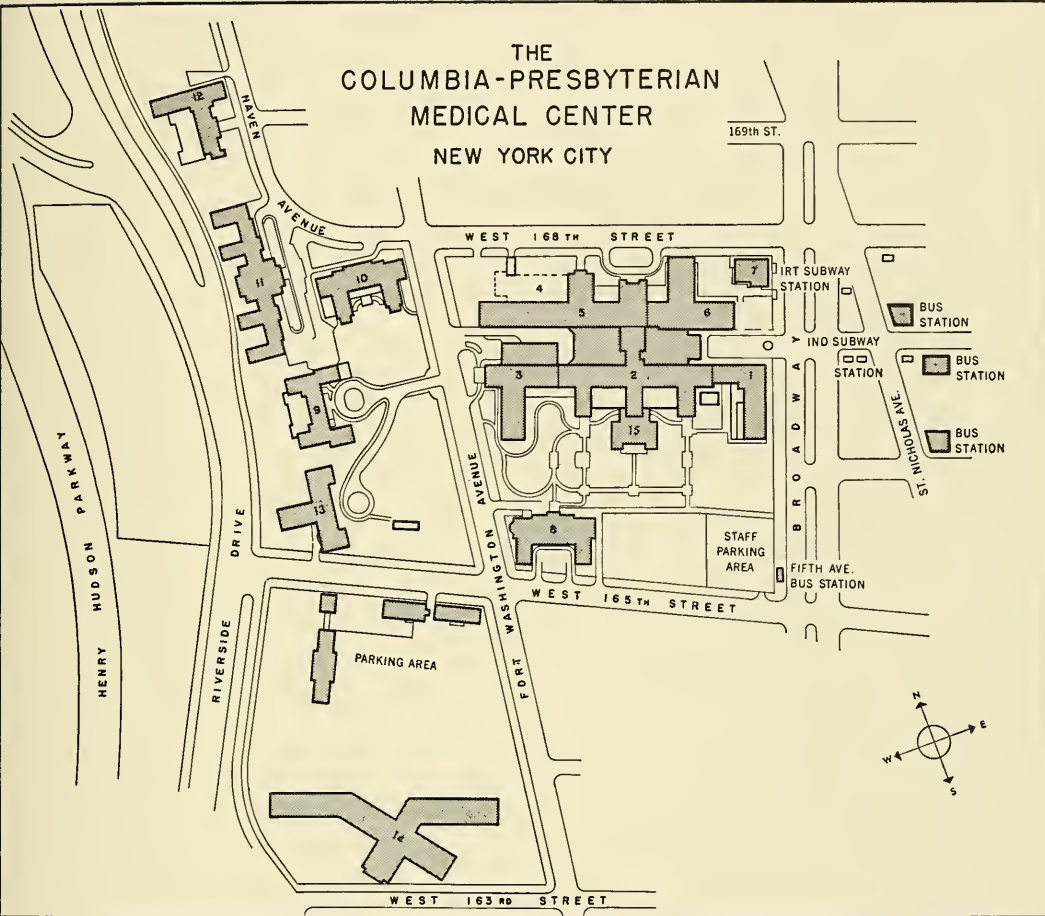 THE
COLUMBIA-PRESBYTERIAN
MEDICAL CENTER
NEW YORK CITY
169th ST.
12
HAVEN
AVENUE
WEST 168TH STREET
11
10
4
5
6
7
IRT SUBWAY
STATION
BUS
STATION
IND SUBWAY
STATION
BUS
STATION
BUS
STATION
ST. NICHOLAS AVE.
BROADWAY
3
2
1
15
9
13
8
STAFF
PARKING
AREA
FIFTH AVE.
BUS STATION
HENRY HUDSON PARKWAY
RIVERSIDE DRIVE
FORT WASHINGTON AVENUE
WEST 165TH STREET
PARKING AREA
N
E
W
S
14
WEST 163RD STREET